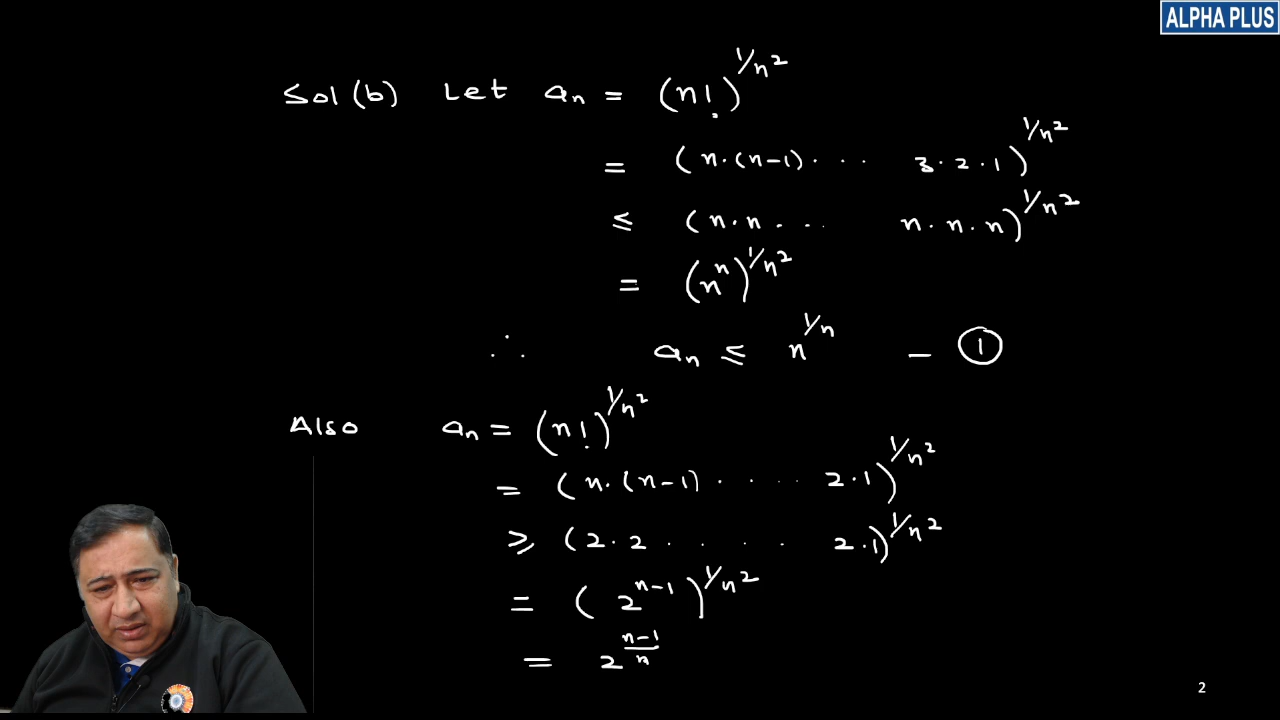 ALPHA PLUS
Sol (b) Let aₙ = (n!)^{1/n²}
= (n·(n-1)· ·· 3·2·1)^{1/n²}
≤ (n·n· ·· n·n·n)^{1/n²}
= (nⁿ)^{1/n²}
∴ aₙ ≤ n^{1/n} – ①
Also aₙ = (n!)^{1/n²}
= (n·(n-1) · · · · 2·1)^{1/n²}
≥ (2·2 · · · · 2·1)^{1/n²}
= (2^{n-1})^{1/n²}
= 2^{\frac{n-1}{n}}
2